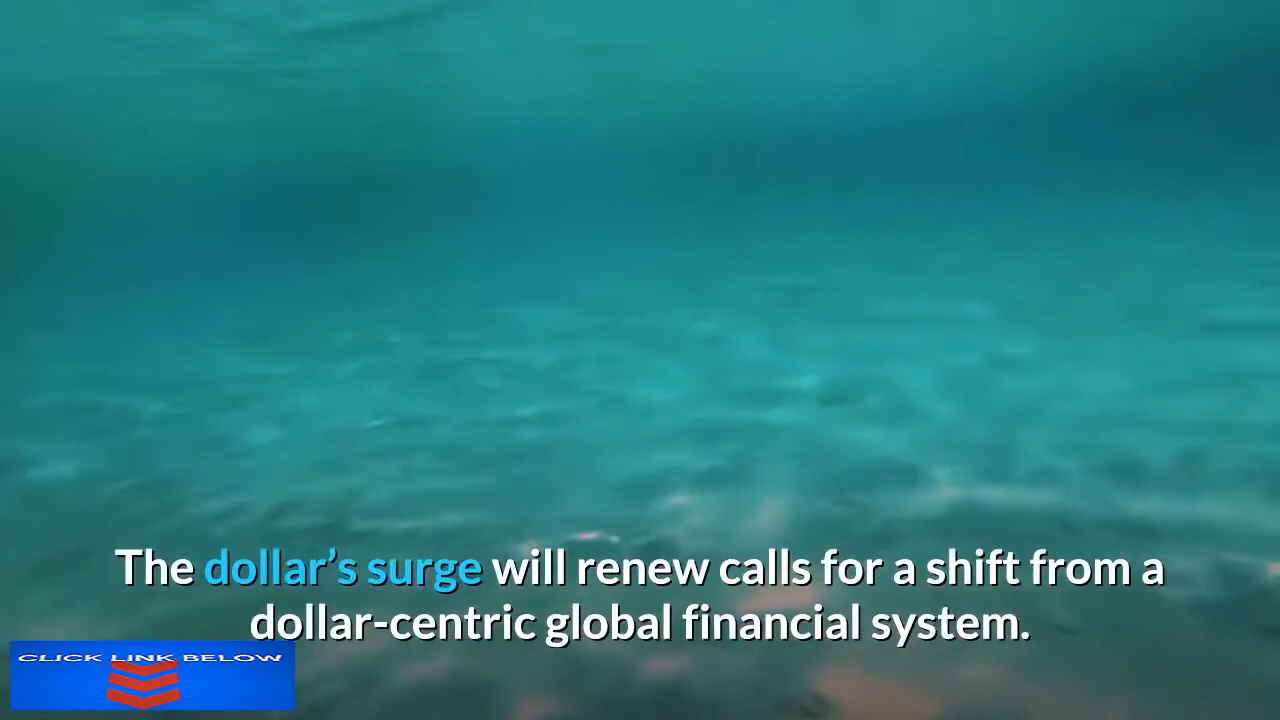 The dollar’s surge will renew calls for a shift from a
dollar-centric global financial system.
CLICK LINK BELOW